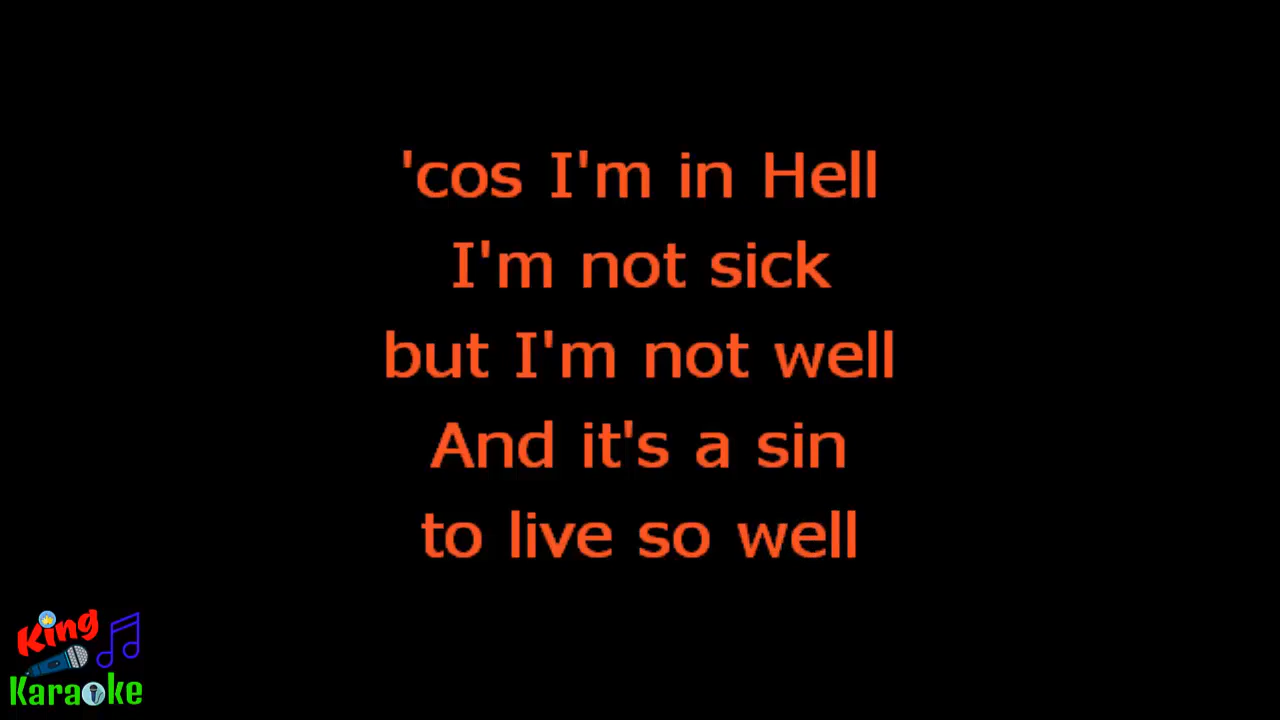 'cos I'm in Hell
I'm not sick
but I'm not well
And it's a sin
to live so well
King
Karaoke